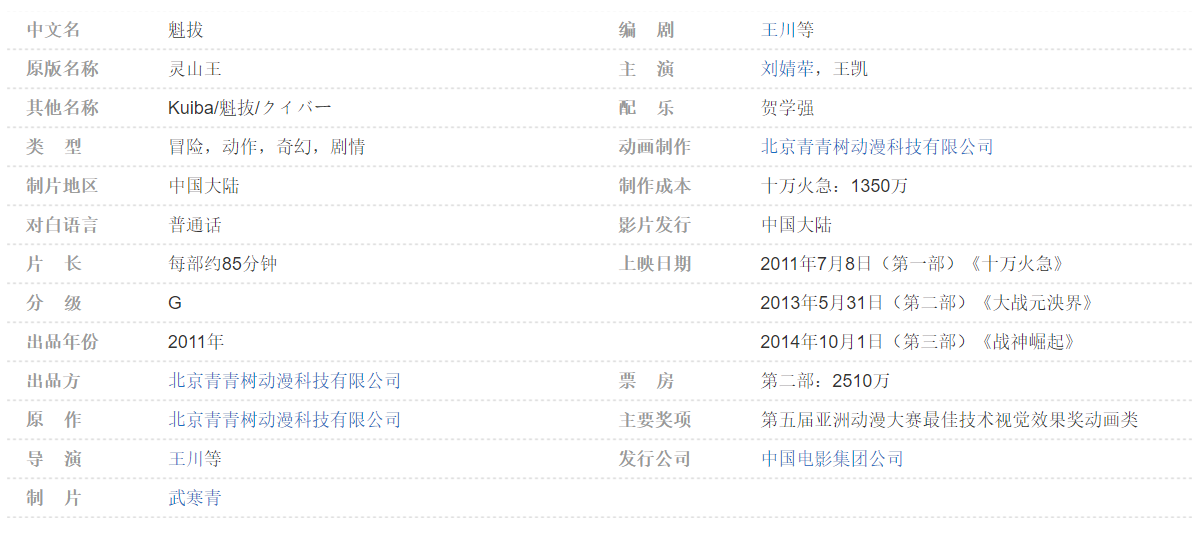 中文名 魁拔
原版名称 灵山王
其他名称 Kuiba/魁拔/クイバー
类 型 冒险，动作，奇幻，剧情
制片地区 中国大陆
对白语言 普通话
片 长 每部约85分钟
分 级 G
出品年份 2011年
出品方 北京青青树动漫科技有限公司
原 作 北京青青树动漫科技有限公司
导 演 王川等
制 片 武寒青
编 剧 王川等
主 演 刘婧荦，王凯
配 乐 贺学强
动画制作 北京青青树动漫科技有限公司
制作成本 十万火急：1350万
影片发行 中国大陆
上映日期 2011年7月8日（第一部）《十万火急》
2013年5月31日（第二部）《大战元泱界》
2014年10月1日（第三部）《战神崛起》
票 房 第二部：2510万
主要奖项 第五届亚洲动漫大赛最佳技术视觉效果奖动画类
发行公司 中国电影集团公司